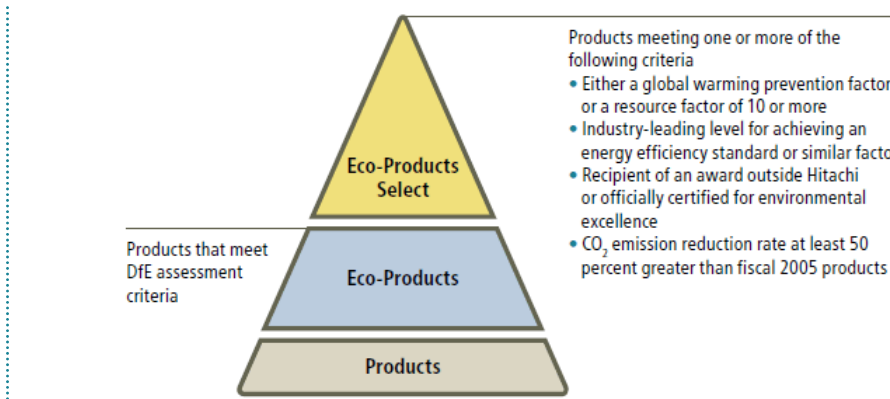 Products meeting one or more of the
following criteria
• Either a global warming prevention factor
or a resource factor of 10 or more
• Industry-leading level for achieving an
energy efficiency standard or similar facto
• Recipient of an award outside Hitachi
or officially certified for environmental
excellence
• CO₂ emission reduction rate at least 50
percent greater than fiscal 2005 products
Eco-Products
Select
Products that meet
DfE assessment
criteria
Eco-Products
Products